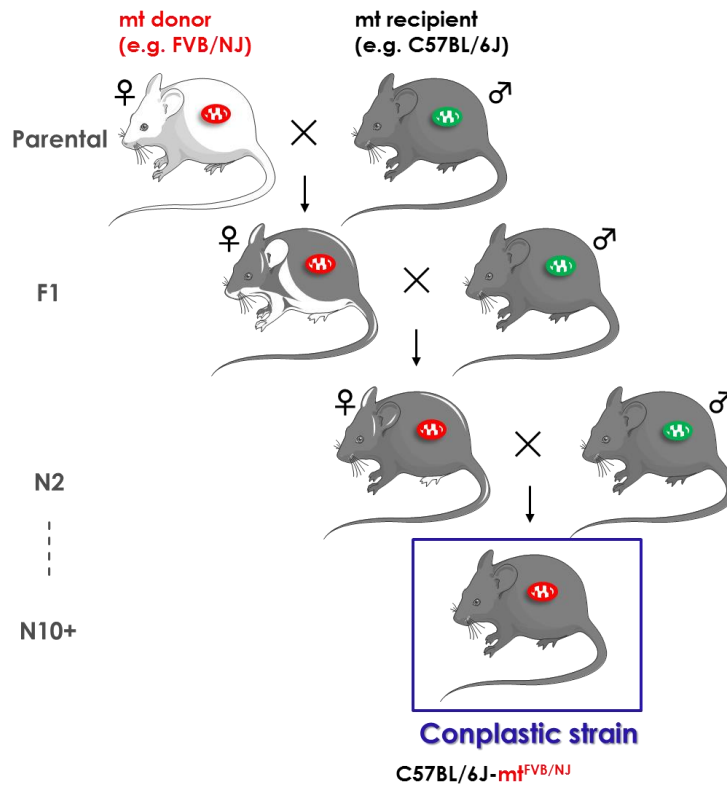 mt donor
(e.g. FVB/NJ)
mt recipient
(e.g. C57BL/6J)
♀
♂
Parental
×
♀
♂
F1
×
♀
♂
N2
×
N10+
Conplastic strain
C57BL/6J-mtFVB/NJ